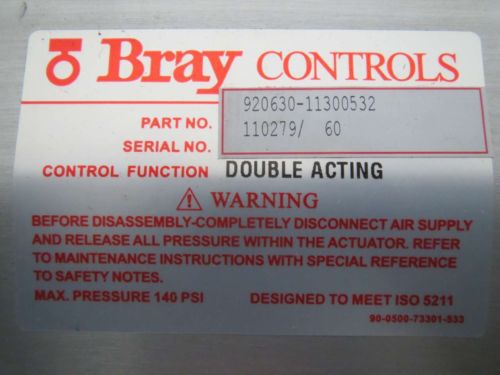 Bray CONTROLS
PART NO. 920630-11300532
SERIAL NO. 110279/ 60
CONTROL FUNCTION DOUBLE ACTING
WARNING
BEFORE DISASSEMBLY-COMPLETELY DISCONNECT AIR SUPPLY
AND RELEASE ALL PRESSURE WITHIN THE ACTUATOR. REFER
TO MAINTENANCE INSTRUCTIONS WITH SPECIAL REFERENCE
TO SAFETY NOTES.
MAX. PRESSURE 140 PSI DESIGNED TO MEET ISO 5211
90-0500-73301-533